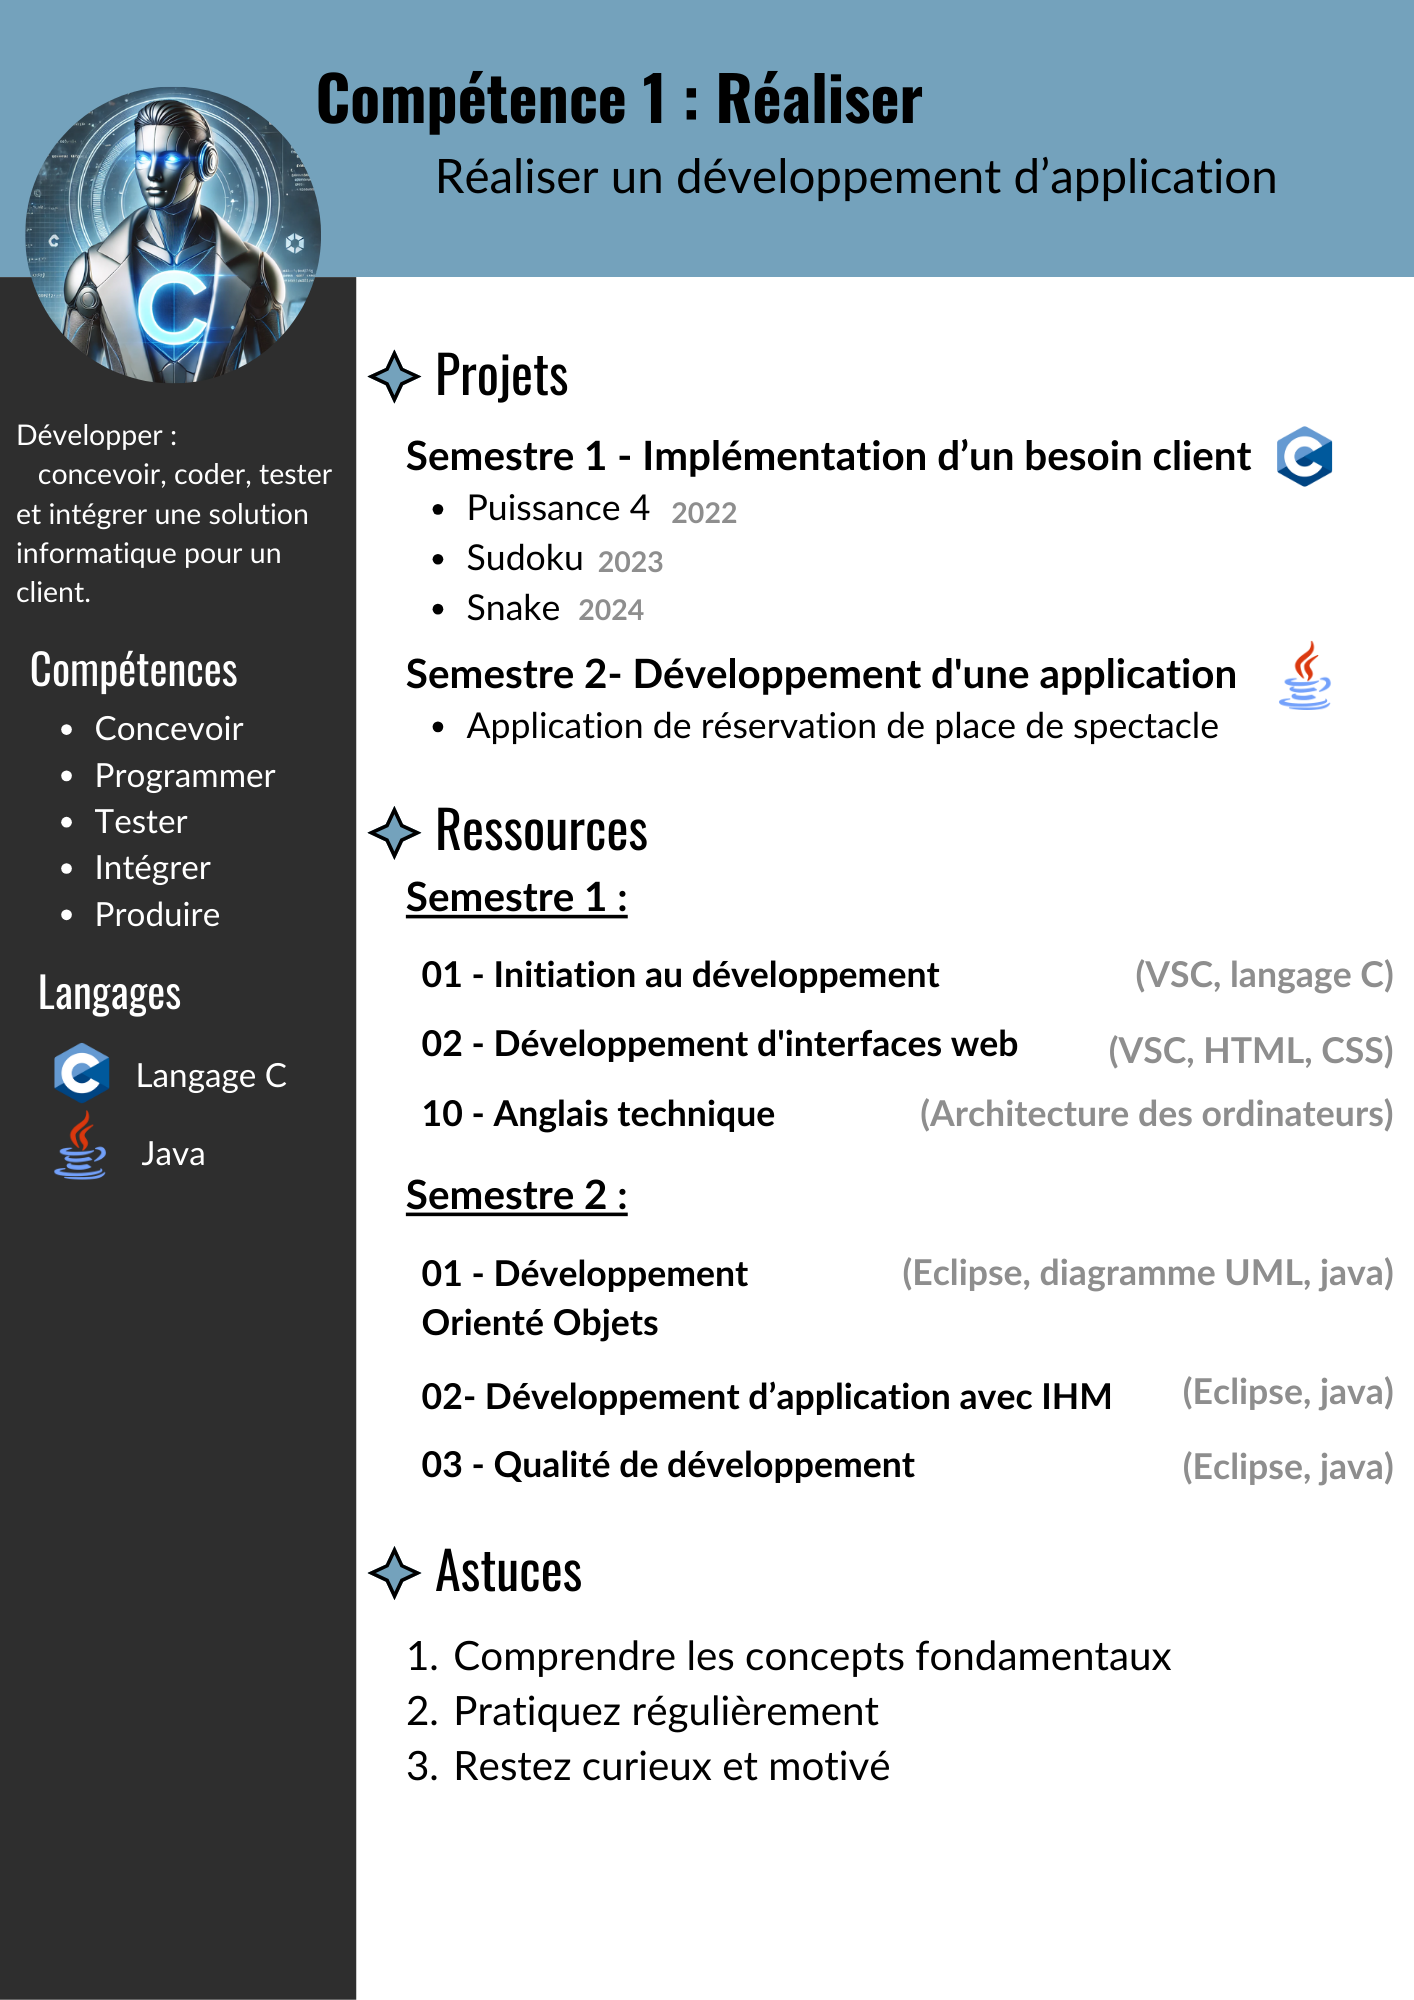 Compétence 1 : Réaliser
Réaliser un développement d’application
C
Développer :
concevoir, coder, tester
et intégrer une solution
informatique pour un
client.
Compétences
• Concevoir
• Programmer
• Tester
• Intégrer
• Produire
Langages
C Langage C
Java
Projets
Semestre 1 - Implémentation d’un besoin client C
• Puissance 4 2022
• Sudoku 2023
• Snake 2024
Semestre 2- Développement d'une application
• Application de réservation de place de spectacle
Ressources
Semestre 1 :
01 - Initiation au développement (VSC, langage C)
02 - Développement d'interfaces web (VSC, HTML, CSS)
10 - Anglais technique (Architecture des ordinateurs)
Semestre 2 :
01 - Développement (Eclipse, diagramme UML, java)
Orienté Objets
02- Développement d’application avec IHM (Eclipse, java)
03 - Qualité de développement (Eclipse, java)
Astuces
1. Comprendre les concepts fondamentaux
2. Pratiquez régulièrement
3. Restez curieux et motivé